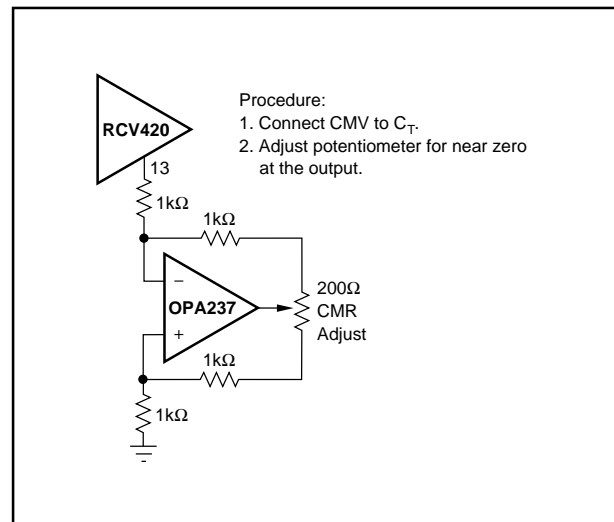 Procedure:
1. Connect CMV to C_T.
2. Adjust potentiometer for near zero
at the output.
RCV420
13
1kΩ
1kΩ
–
OPA237
+
200Ω
CMR
Adjust
1kΩ
1kΩ